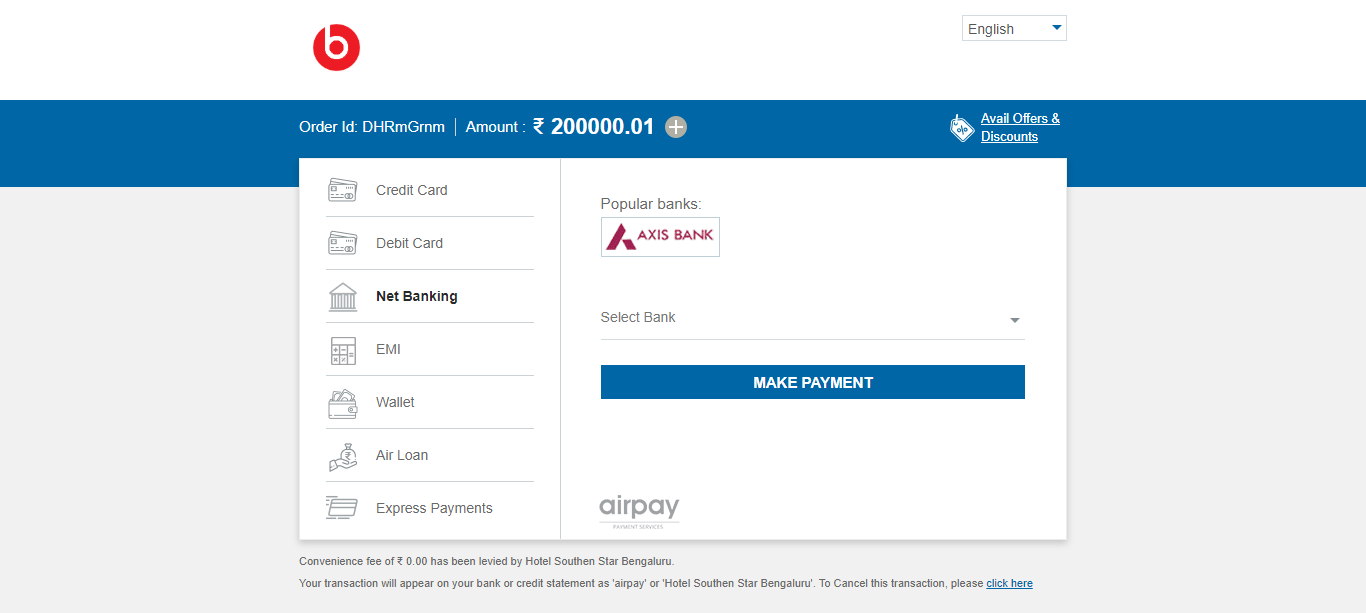 b
English
Order Id: DHRmGrnm
Amount : ₹ 200000.01
Avail Offers &
Discounts
Credit Card
Debit Card
Net Banking
EMI
Wallet
Air Loan
Express Payments
Popular banks:
AXIS BANK
Select Bank
MAKE PAYMENT
airpay
PAYMENT SERVICES
Convenience fee of ₹ 0.00 has been levied by Hotel Southen Star Bengaluru.
Your transaction will appear on your bank or credit statement as 'airpay' or 'Hotel Southen Star Bengaluru'. To Cancel this transaction, please click here